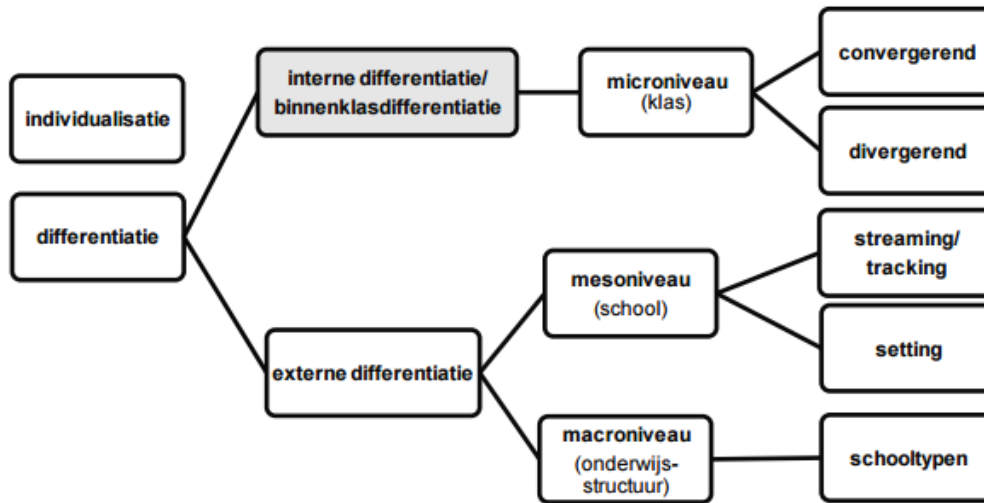 individualisatie
differentiatie
interne differentiatie/
binnenklasdifferentiatie
externe differentiatie
microniveau
(klas)
mesoniveau
(school)
macroniveau
(onderwijs-
structuur)
convergerend
divergerend
streaming/
tracking
setting
schooltypen